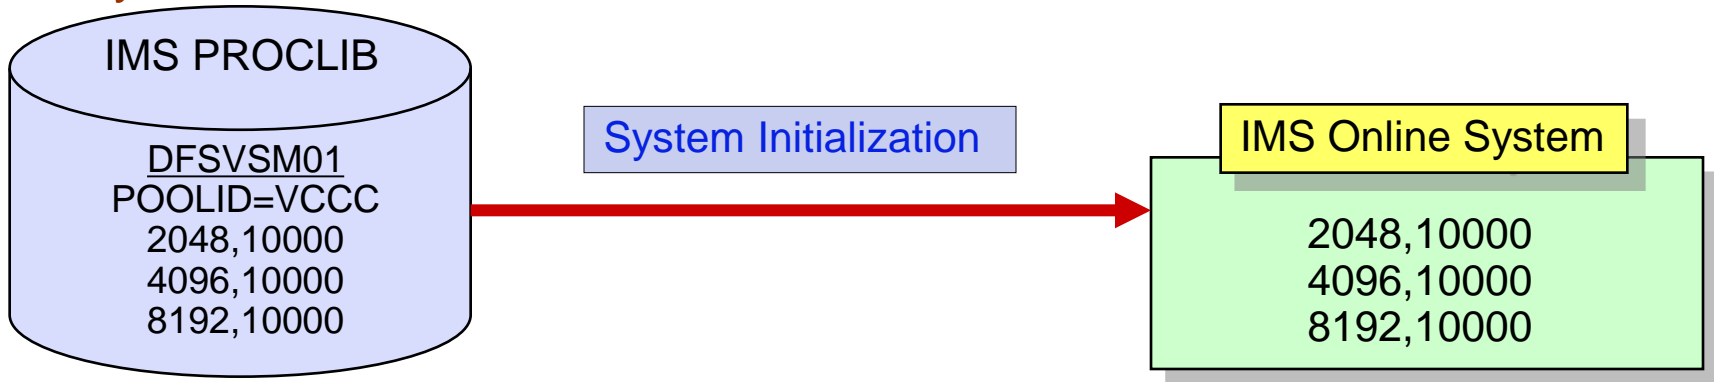 IMS PROCLIB
DFSVSM01
POOLID=VCCC
2048,10000
4096,10000
8192,10000
System Initialization
IMS Online System
2048,10000
4096,10000
8192,10000